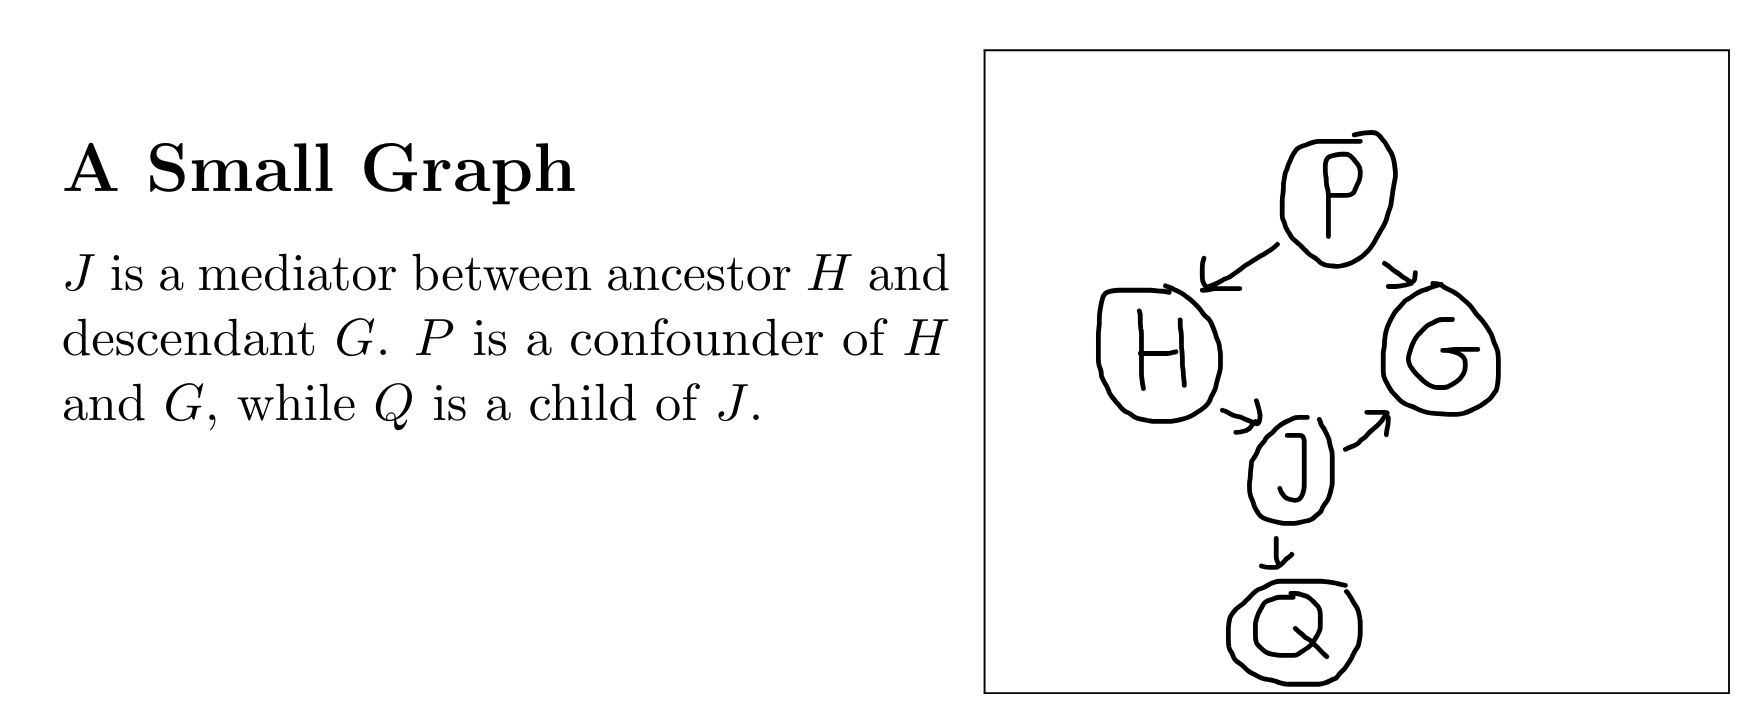 A Small Graph
J is a mediator between ancestor H and
descendant G. P is a confounder of H
and G, while Q is a child of J.
P
H
G
J
Q